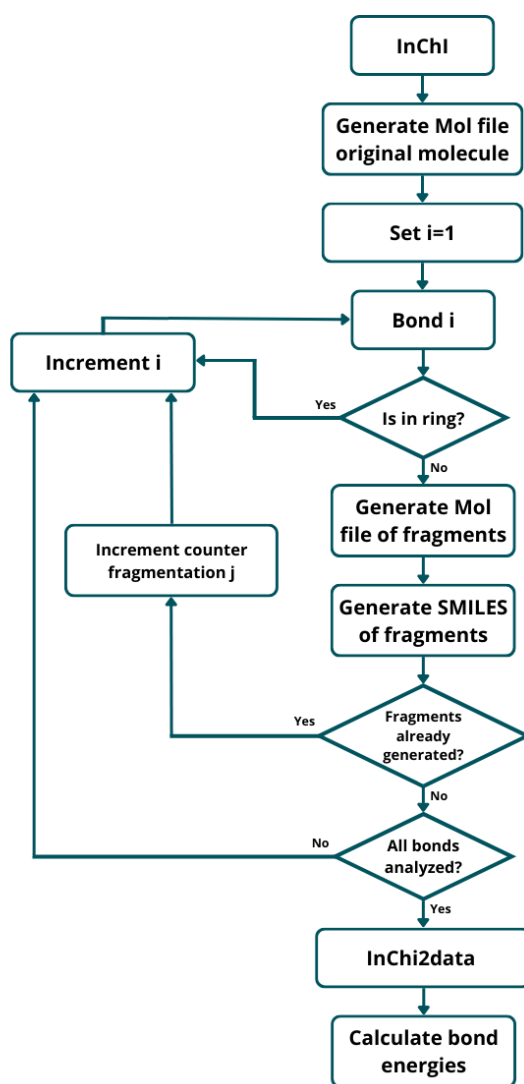 InChI
Generate Mol file
original molecule
Set i=1
Bond i
Increment i
Yes
Is in ring?
No
Generate Mol
file of fragments
Increment counter
fragmentation j
Generate SMILES
of fragments
Yes
Fragments
already
generated?
No
No
All bonds
analyzed?
Yes
InChi2data
Calculate bond
energies